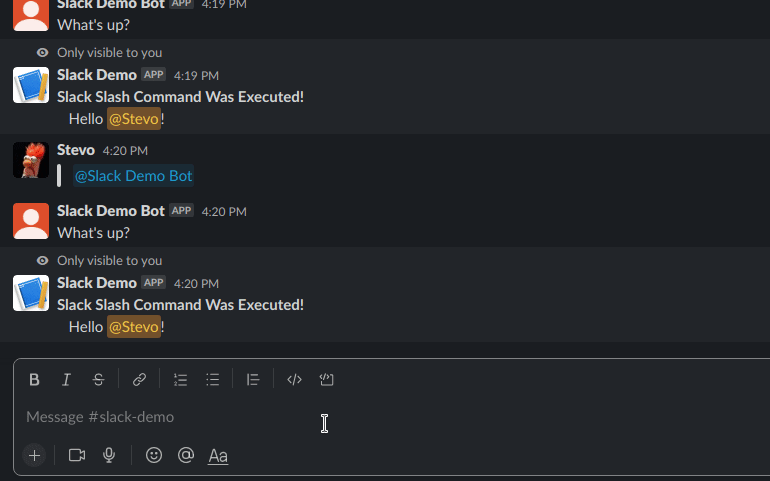 Slack Demo Bot APP 4:19 PM
What's up?
Only visible to you
Slack Demo APP 4:19 PM
Slack Slash Command Was Executed!
Hello @Stevo!
Stevo 4:20 PM
@Slack Demo Bot
Slack Demo Bot APP 4:20 PM
What's up?
Only visible to you
Slack Demo APP 4:20 PM
Slack Slash Command Was Executed!
Hello @Stevo!
B I S
Message #slack-demo
@ Aa